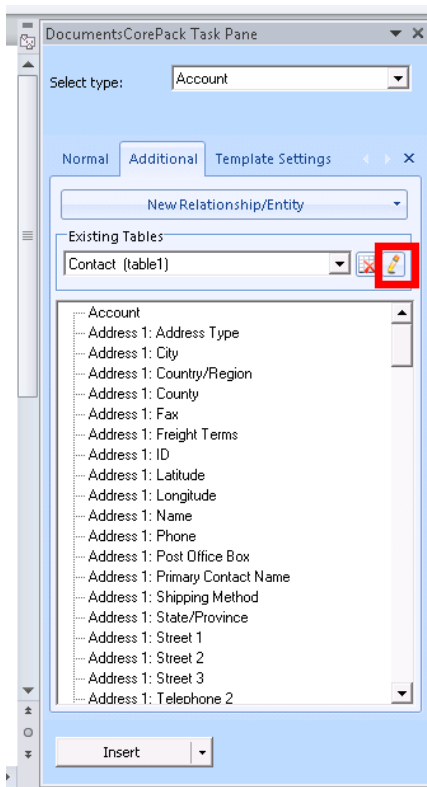 DocumentsCorePack Task Pane
Select type:
Account
Normal Additional Template Settings
New Relationship/Entity
Existing Tables
Contact (table1)
Account
Address 1: Address Type
Address 1: City
Address 1: Country/Region
Address 1: County
Address 1: Fax
Address 1: Freight Terms
Address 1: ID
Address 1: Latitude
Address 1: Longitude
Address 1: Name
Address 1: Phone
Address 1: Post Office Box
Address 1: Primary Contact Name
Address 1: Shipping Method
Address 1: State/Province
Address 1: Street 1
Address 1: Street 2
Address 1: Street 3
Address 1: Telephone 2
Insert